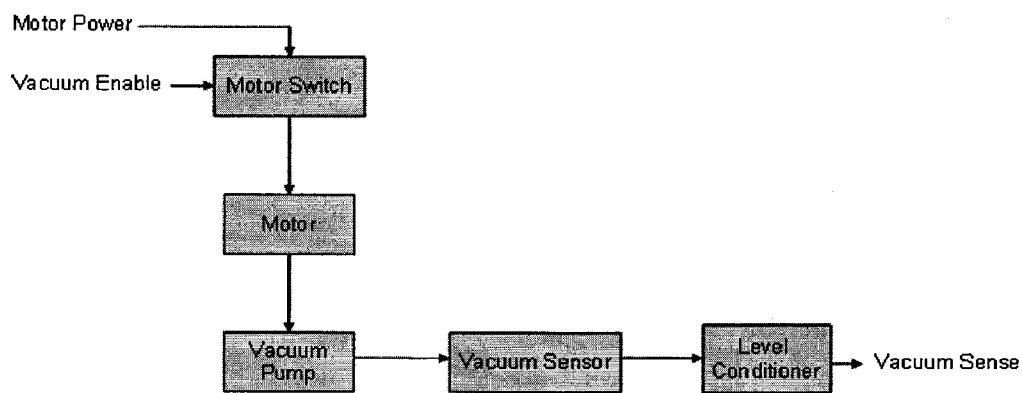 Motor Power
Vacuum Enable
Motor Switch
Motor
Vacuum
Pump
Vacuum Sensor
Level
Conditioner
Vacuum Sense